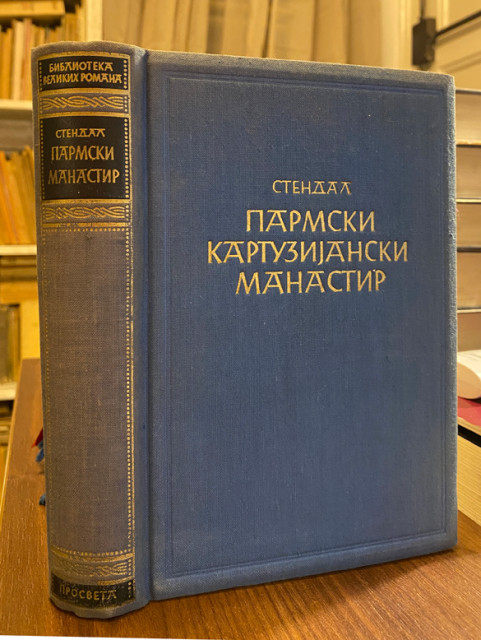 БИБЛИОТЕКА
ВЕЛИКИХ РОМАНА
СТЕНДАЛ
ПАРМСКИ
МАНАСТИР
ПРОСВЕТА
СТЕНДАЛ
ПАРМСКИ
КАРТУЗИЈАНСКИ
МАНАСТИР